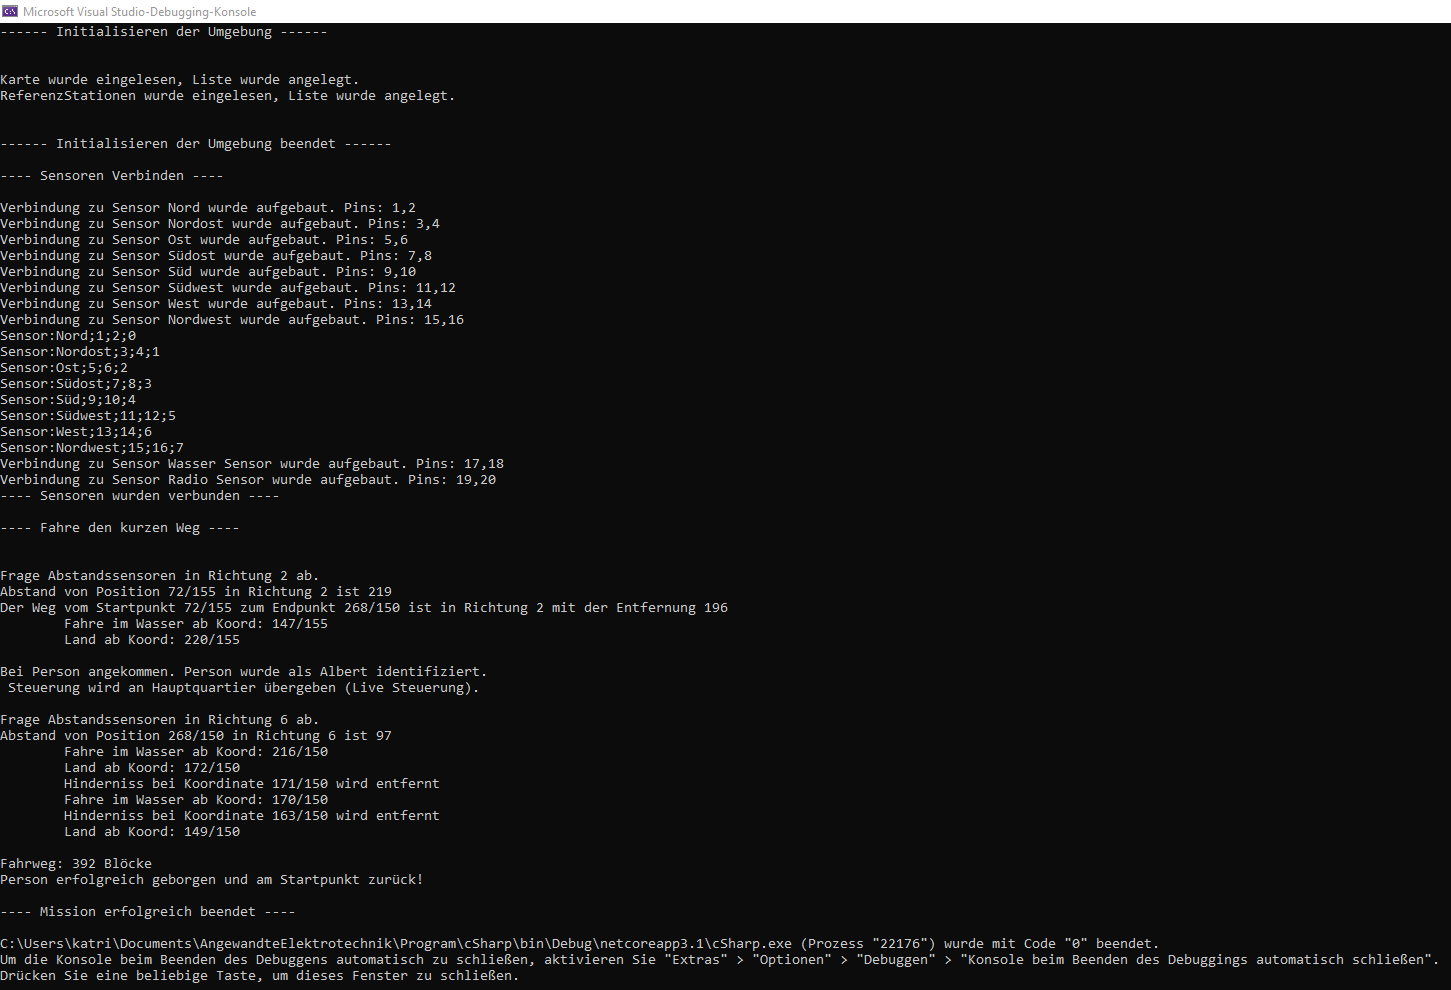 Microsoft Visual Studio-Debugging-Konsole
------ Initialisieren der Umgebung ------
Karte wurde eingelesen, Liste wurde angelegt.
ReferenzStationen wurde eingelesen, Liste wurde angelegt.
------ Initialisieren der Umgebung beendet ------
---- Sensoren Verbinden ----
Verbindung zu Sensor Nord wurde aufgebaut. Pins: 1,2
Verbindung zu Sensor Nordost wurde aufgebaut. Pins: 3,4
Verbindung zu Sensor Ost wurde aufgebaut. Pins: 5,6
Verbindung zu Sensor Südost wurde aufgebaut. Pins: 7,8
Verbindung zu Sensor Süd wurde aufgebaut. Pins: 9,10
Verbindung zu Sensor Südwest wurde aufgebaut. Pins: 11,12
Verbindung zu Sensor West wurde aufgebaut. Pins: 13,14
Verbindung zu Sensor Nordwest wurde aufgebaut. Pins: 15,16
Sensor:Nord;1;2;0
Sensor:Nordost;3;4;1
Sensor:Ost;5;6;2
Sensor:Südost;7;8;3
Sensor:Süd;9;10;4
Sensor:Südwest;11;12;5
Sensor:West;13;14;6
Sensor:Nordwest;15;16;7
Verbindung zu Sensor Wasser Sensor wurde aufgebaut. Pins: 17,18
Verbindung zu Sensor Radio Sensor wurde aufgebaut. Pins: 19,20
---- Sensoren wurden verbunden ----
---- Fahre den kurzen Weg ----
Frage Abstandssensoren in Richtung 2 ab.
Abstand von Position 72/155 in Richtung 2 ist 219
Der Weg vom Startpunkt 72/155 zum Endpunkt 268/150 ist in Richtung 2 mit der Entfernung 196
Fahre im Wasser ab Koord: 147/155
Land ab Koord: 220/155
Bei Person angekommen. Person wurde als Albert identifiziert.
Steuerung wird an Hauptquartier übergeben (Live Steuerung).
Frage Abstandssensoren in Richtung 6 ab.
Abstand von Position 268/150 in Richtung 6 ist 97
Fahre im Wasser ab Koord: 216/150
Land ab Koord: 172/150
Hinderniss bei Koordinate 171/150 wird entfernt
Fahre im Wasser ab Koord: 170/150
Hinderniss bei Koordinate 163/150 wird entfernt
Land ab Koord: 149/150
Fahrweg: 392 Blöcke
Person erfolgreich geborgen und am Startpunkt zurück!
---- Mission erfolgreich beendet ----
C:\Users\katri\Documents\AngewandteElektrotechnik\Program\cSharp\bin\Debug\netcoreapp3.1\cSharp.exe (Prozess "22176") wurde mit Code "0" beendet.
Um die Konsole beim Beenden des Debuggens automatisch zu schließen, aktivieren Sie "Extras" > "Optionen" > "Debuggen" > "Konsole beim Beenden des Debuggings automatisch schließen".
Drücken Sie eine beliebige Taste, um dieses Fenster zu schließen.